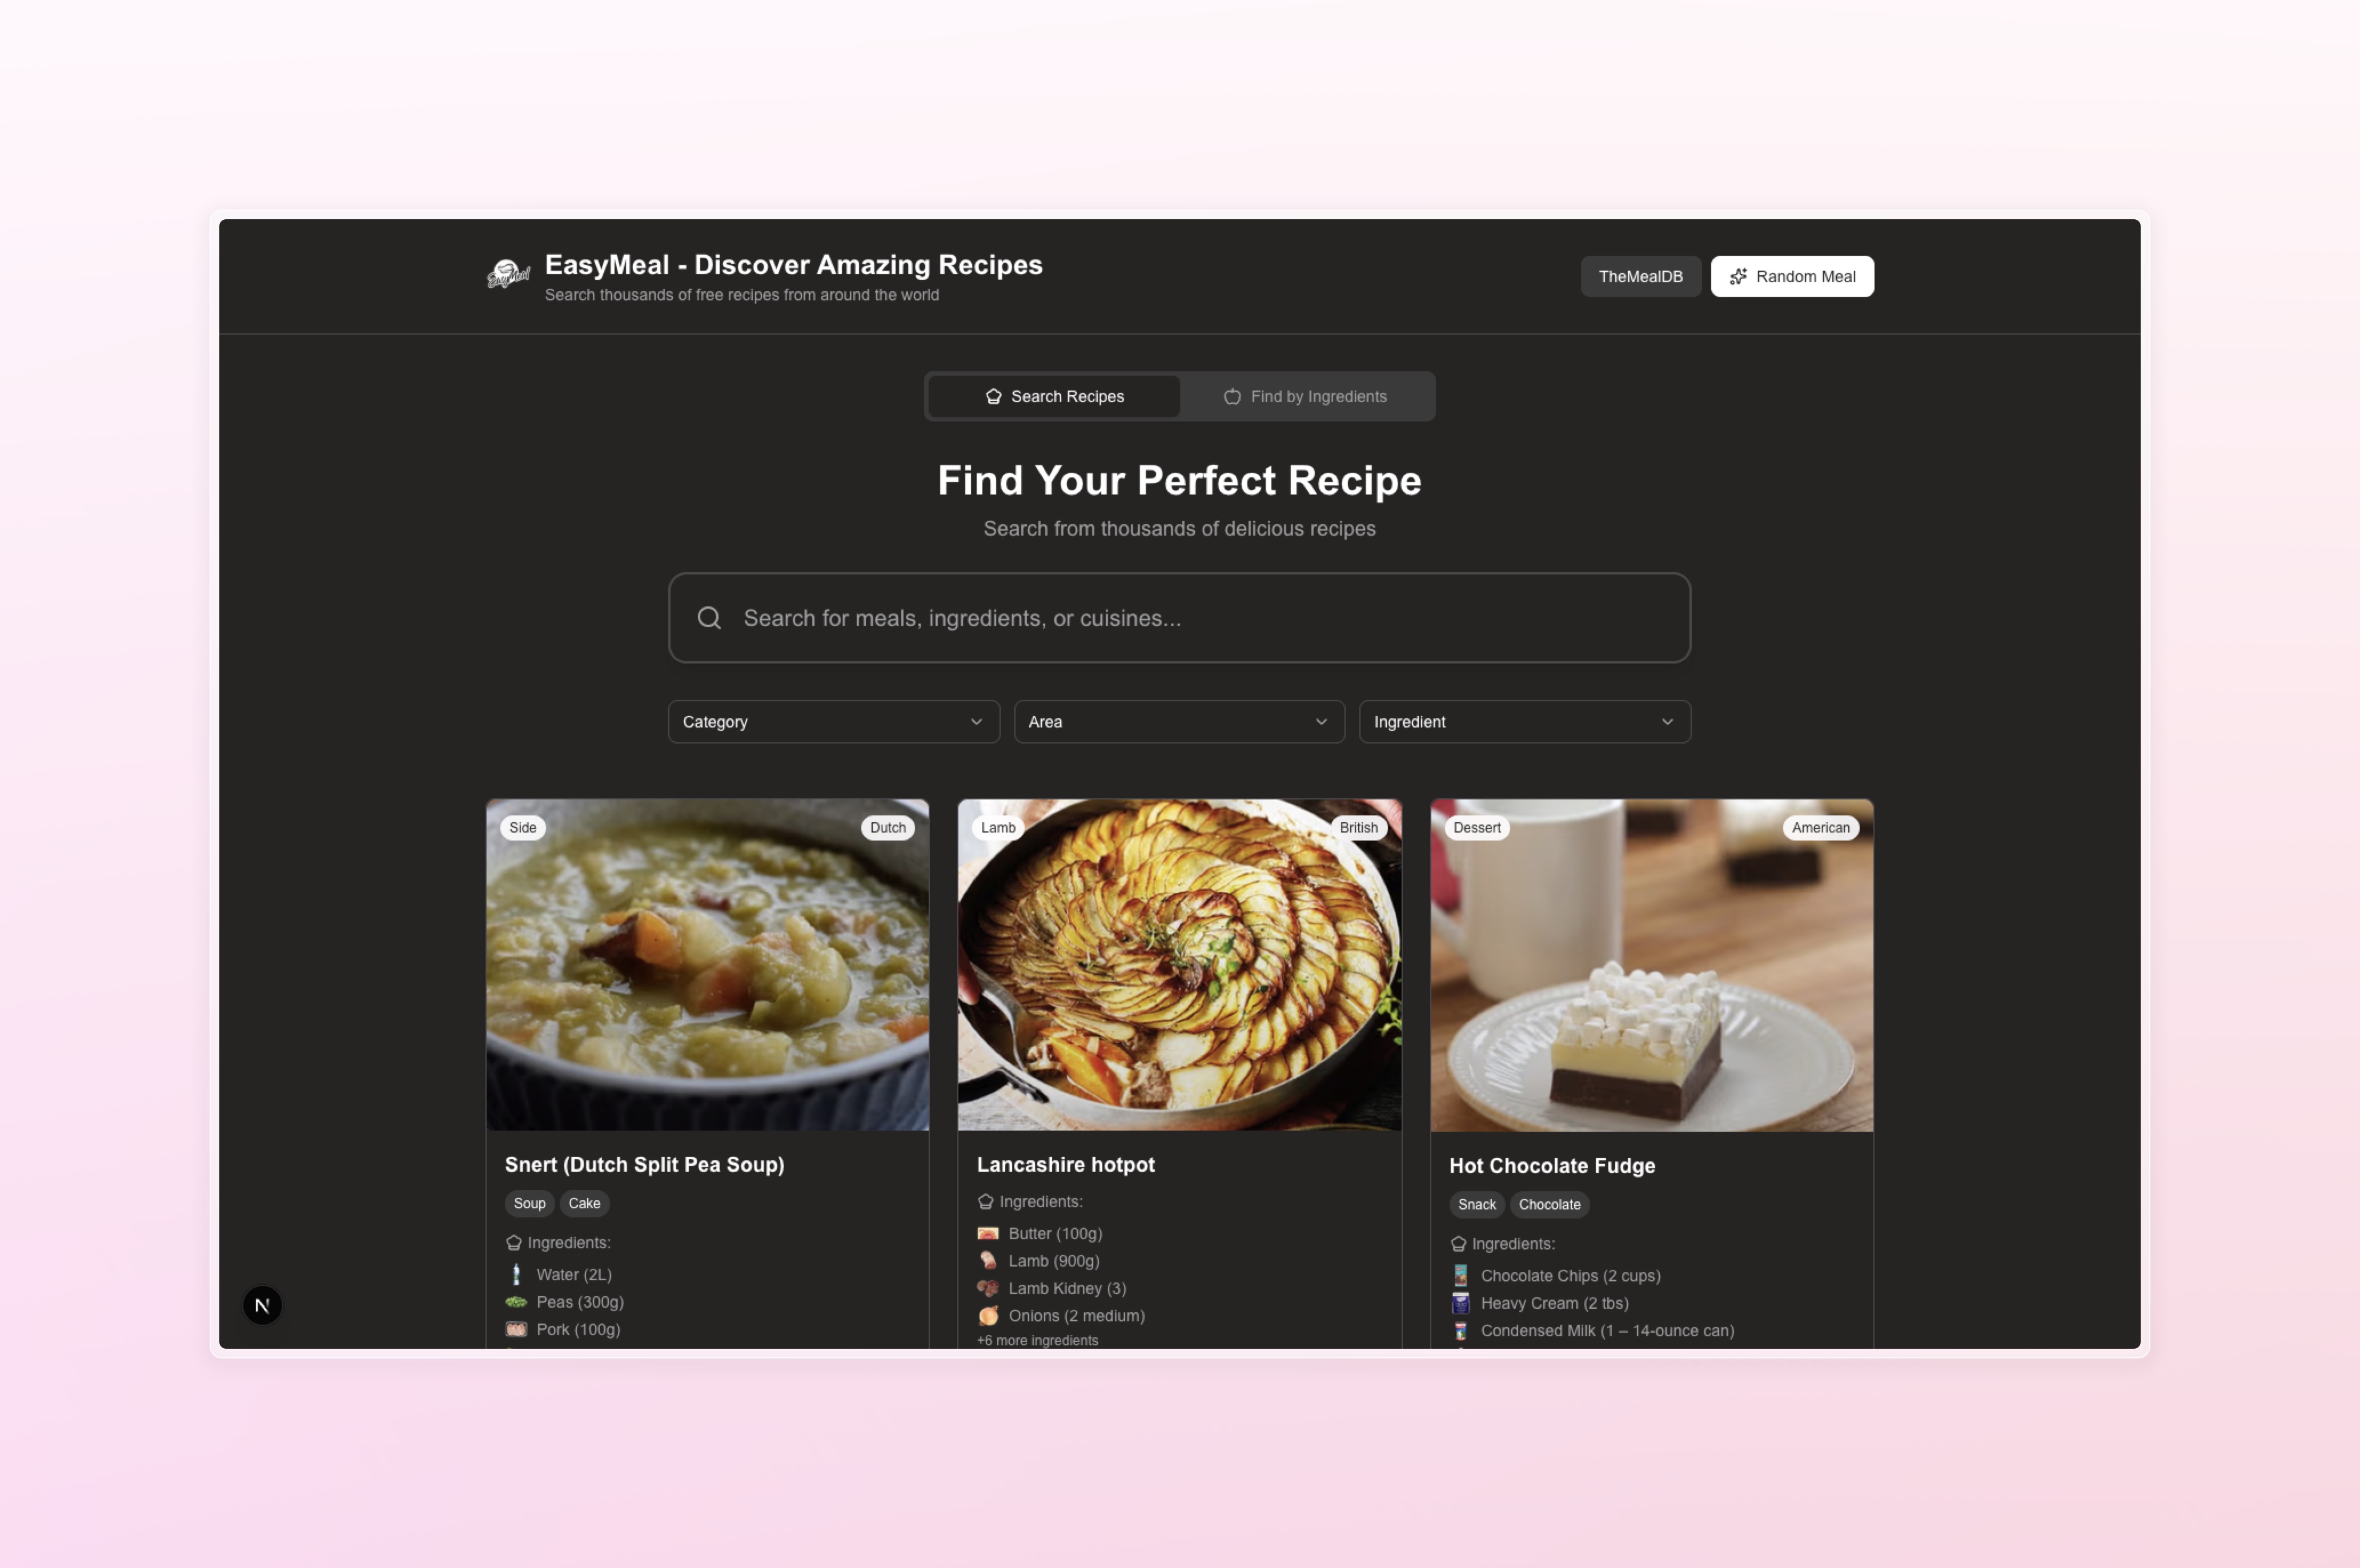 EasyMeal
EasyMeal - Discover Amazing Recipes
Search thousands of free recipes from around the world
TheMealDB
Random Meal
Search Recipes
Find by Ingredients
Find Your Perfect Recipe
Search from thousands of delicious recipes
Search for meals, ingredients, or cuisines...
Category
Area
Ingredient
Side
Dutch
Snert (Dutch Split Pea Soup)
Soup
Cake
Ingredients:
Water (2L)
Peas (300g)
Pork (100g)
Lamb
British
Lancashire hotpot
Ingredients:
Butter (100g)
Lamb (900g)
Lamb Kidney (3)
Onions (2 medium)
+6 more ingredients
Dessert
American
Hot Chocolate Fudge
Snack
Chocolate
Ingredients:
Chocolate Chips (2 cups)
Heavy Cream (2 tbs)
Condensed Milk (1 – 14-ounce can)
N